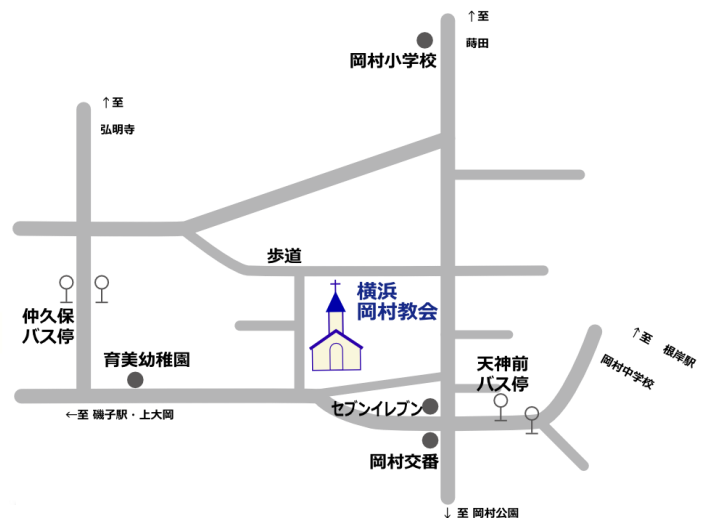 ↑至
蒔田
岡村小学校
↑至
弘明寺
歩道
横浜
岡村教会
仲久保
バス停
育美幼稚園
←至 磯子駅・上大岡
天神前
バス停
↑至 根岸駅
岡村中学校
セブンイレブン
岡村交番
↓ 至 岡村公園